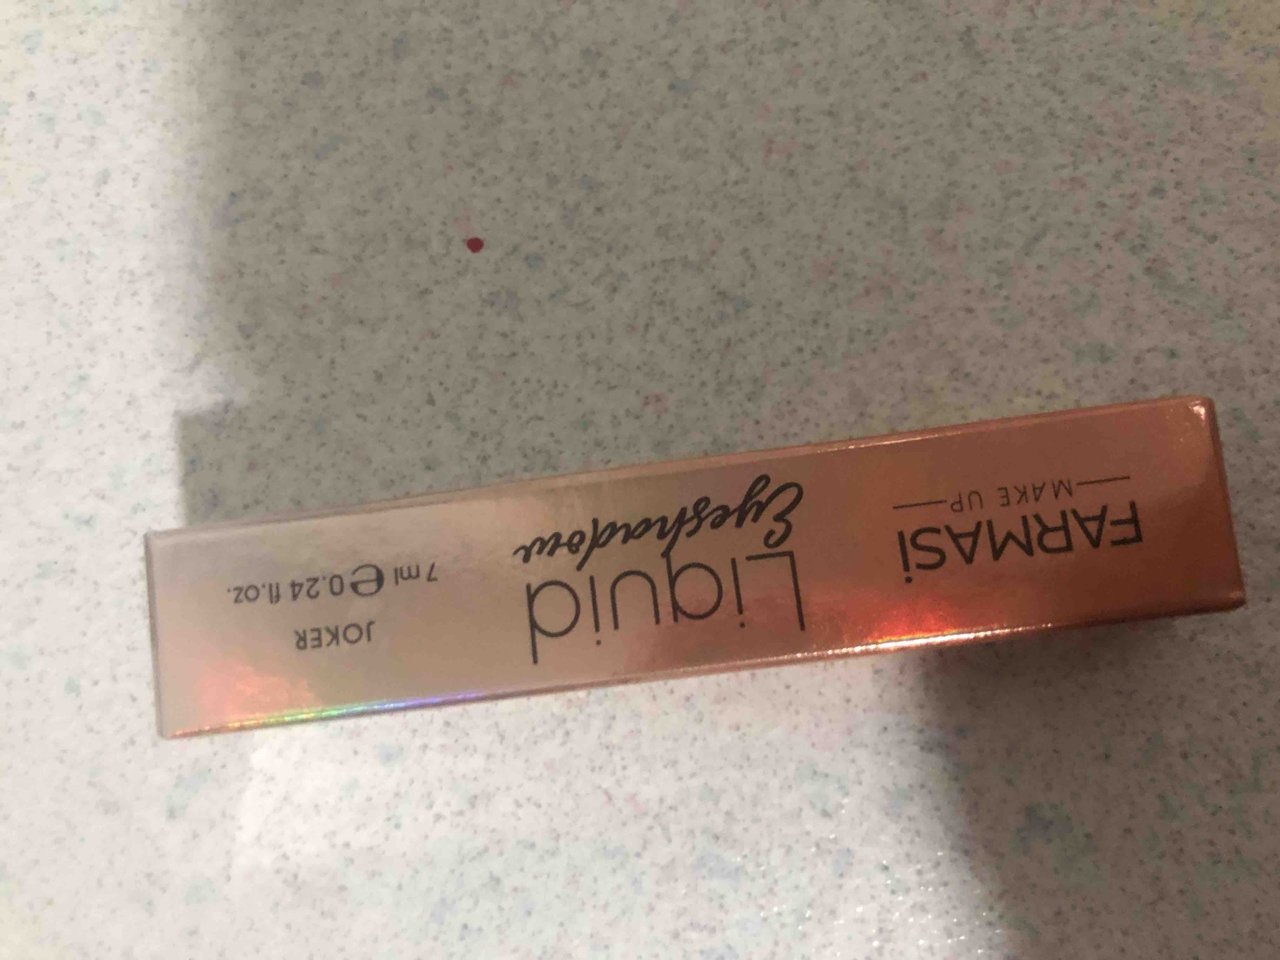 FARMASi
MAKE UP
Liquid
Eyeshadow
JOKER
7 ml ℮ 0.24 fl.oz.